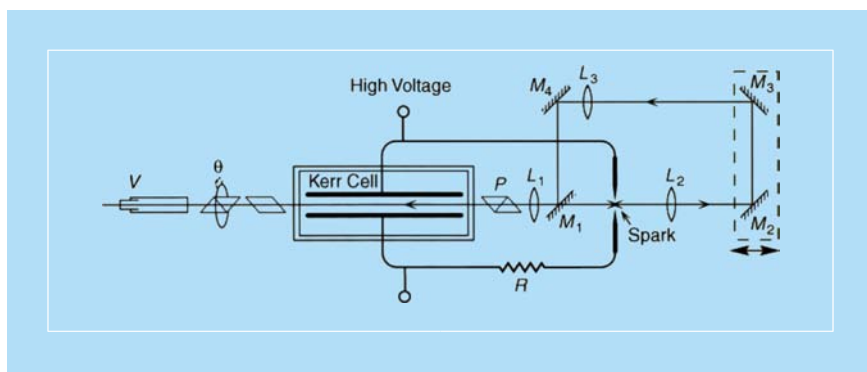 High Voltage
M4
L3
M3
V
θ
Kerr Cell
P
L1
M1
L2
M2
Spark
R